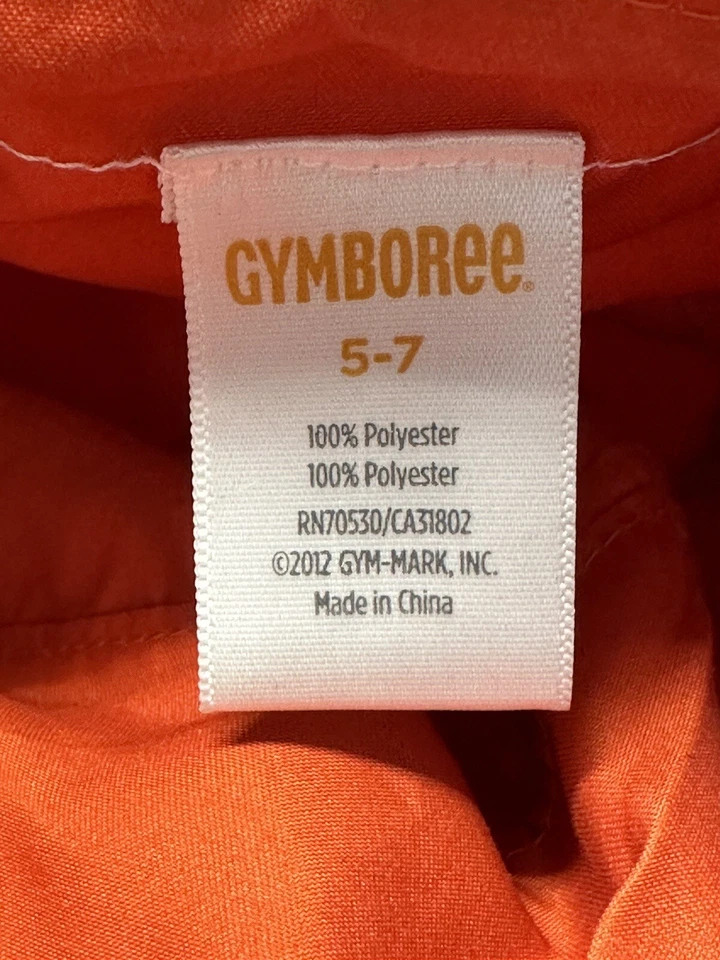 GYMBOREE®
5-7
100% Polyester
100% Polyester
RN70530/CA31802
©2012 GYM-MARK, INC.
Made in China